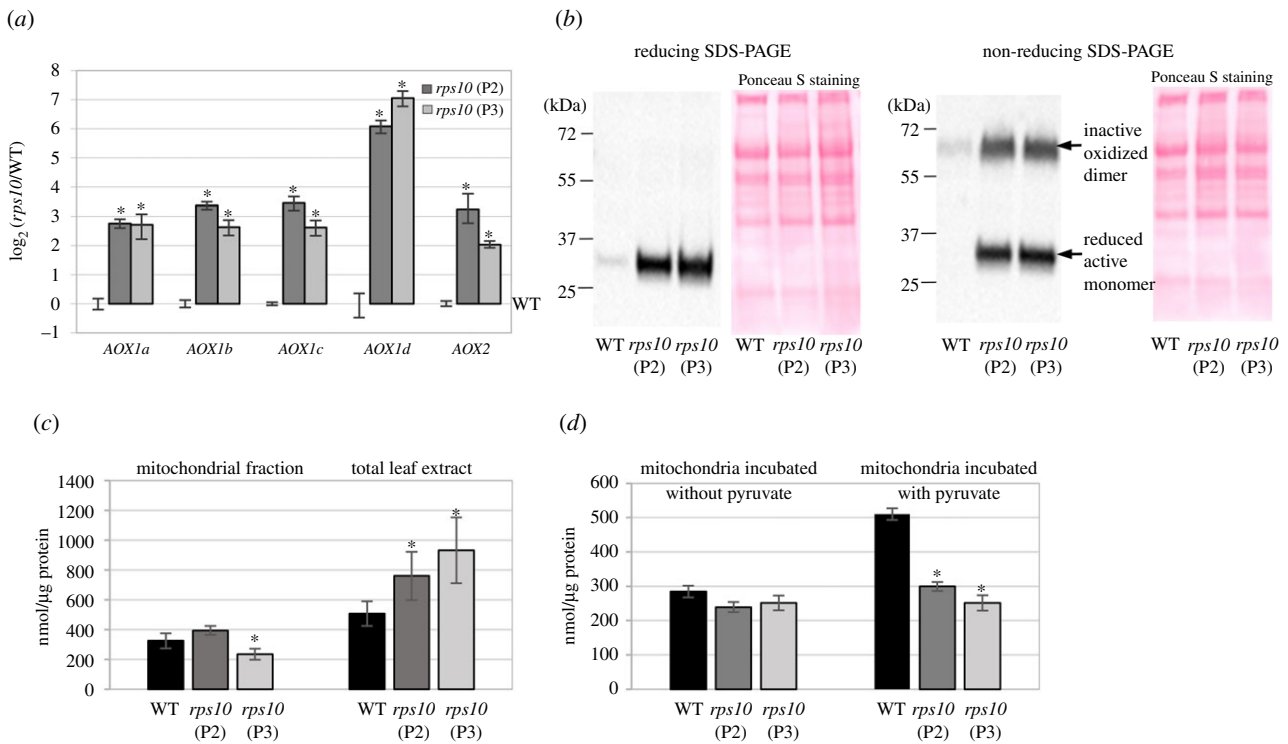 (a)
8
7
6
5
4
3
2
1
0
–1
log2 (rps10/WT)
rps10 (P2)
rps10 (P3)
* * * * * * * * * *
WT
AOX1a AOX1b AOX1c AOX1d AOX2
(b)
reducing SDS-PAGE
Ponceau S staining
(kDa)
72
55
37
25
WT rps10 rps10 WT rps10 rps10
(P2) (P3) (P2) (P3)
non-reducing SDS-PAGE
Ponceau S staining
(kDa)
72
55
37
25
inactive
oxidized
dimer
reduced
active
monomer
WT rps10 rps10 WT rps10 rps10
(P2) (P3) (P2) (P3)
(c)
mitochondrial fraction total leaf extract
1400
1200
1000
800
600
400
200
0
nmol/µg protein
* * *
WT rps10 rps10 WT rps10 rps10
(P2) (P3) (P2) (P3)
(d)
mitochondria incubated mitochondria incubated
without pyruvate with pyruvate
600
500
400
300
200
100
0
nmol/µg protein
* *
WT rps10 rps10 WT rps10 rps10
(P2) (P3) (P2) (P3)